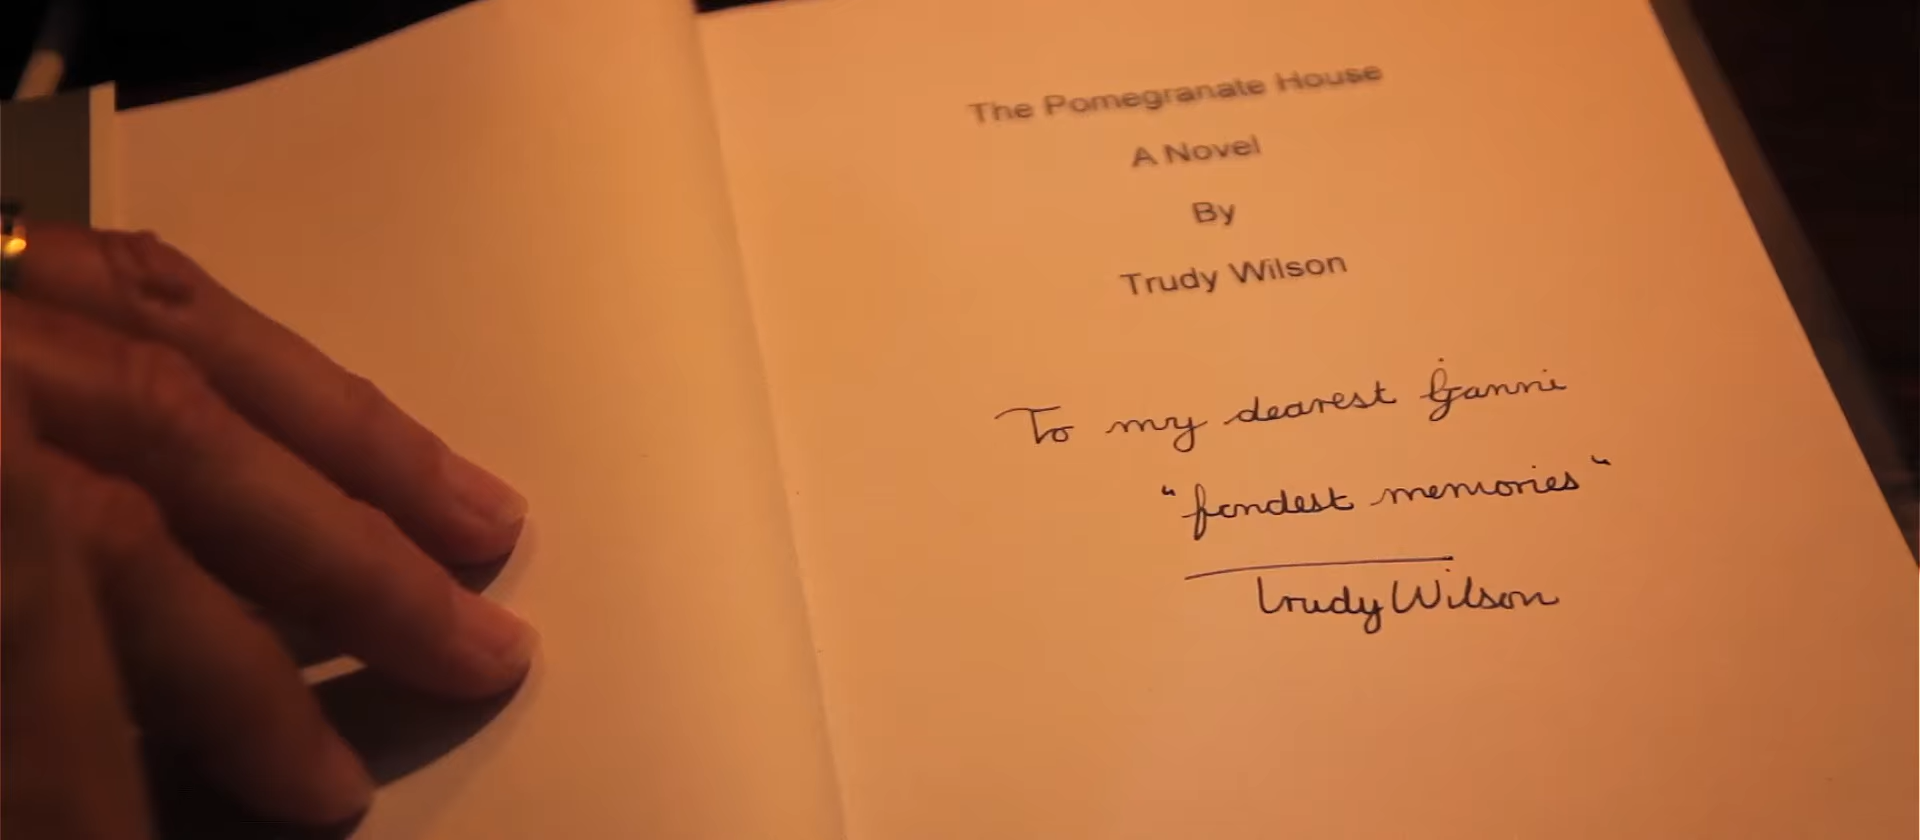 The Pomegranate House
A Novel
By
Trudy Wilson
To my dearest Gianni
"fondest memories"
Trudy Wilson